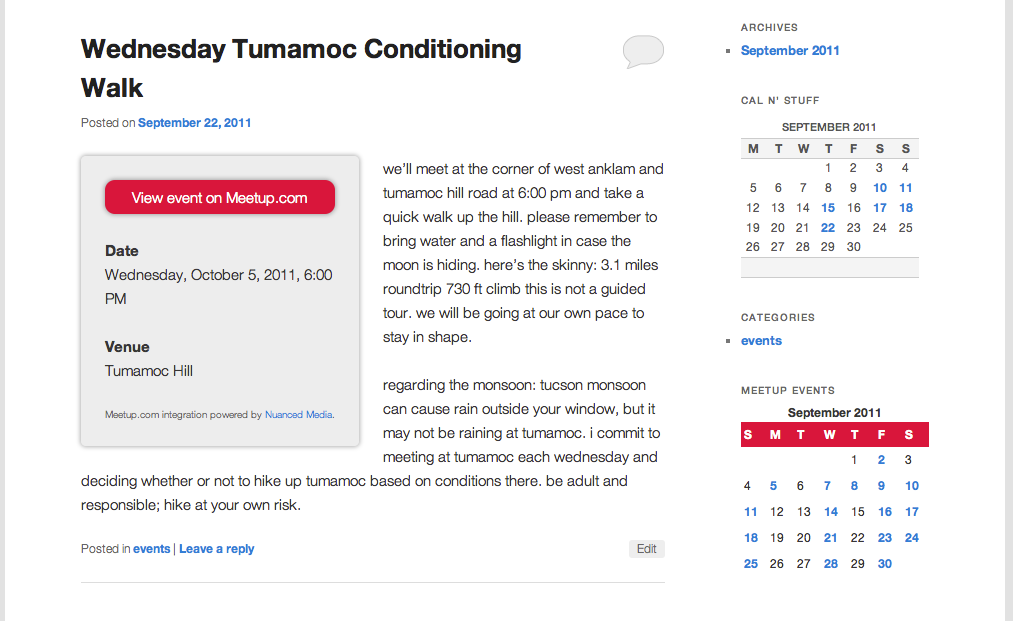 Wednesday Tumamoc Conditioning
Walk
Posted on September 22, 2011
View event on Meetup.com
Date
Wednesday, October 5, 2011, 6:00
PM
Venue
Tumamoc Hill
Meetup.com integration powered by Nuanced Media.
we'll meet at the corner of west anklam and
tumamoc hill road at 6:00 pm and take a
quick walk up the hill. please remember to
bring water and a flashlight in case the
moon is hiding. here's the skinny: 3.1 miles
roundtrip 730 ft climb this is not a guided
tour. we will be going at our own pace to
stay in shape.
regarding the monsoon: tucson monsoon
can cause rain outside your window, but it
may not be raining at tumamoc. i commit to
meeting at tumamoc each wednesday and
deciding whether or not to hike up tumamoc based on conditions there. be adult and
responsible; hike at your own risk.
Posted in events | Leave a reply
Edit
ARCHIVES
September 2011
CAL N' STUFF
SEPTEMBER 2011
M T W T F S S
1 2 3 4
5 6 7 8 9 10 11
12 13 14 15 16 17 18
19 20 21 22 23 24 25
26 27 28 29 30
CATEGORIES
events
MEETUP EVENTS
September 2011
S M T W T F S
1 2 3
4 5 6 7 8 9 10
11 12 13 14 15 16 17
18 19 20 21 22 23 24
25 26 27 28 29 30